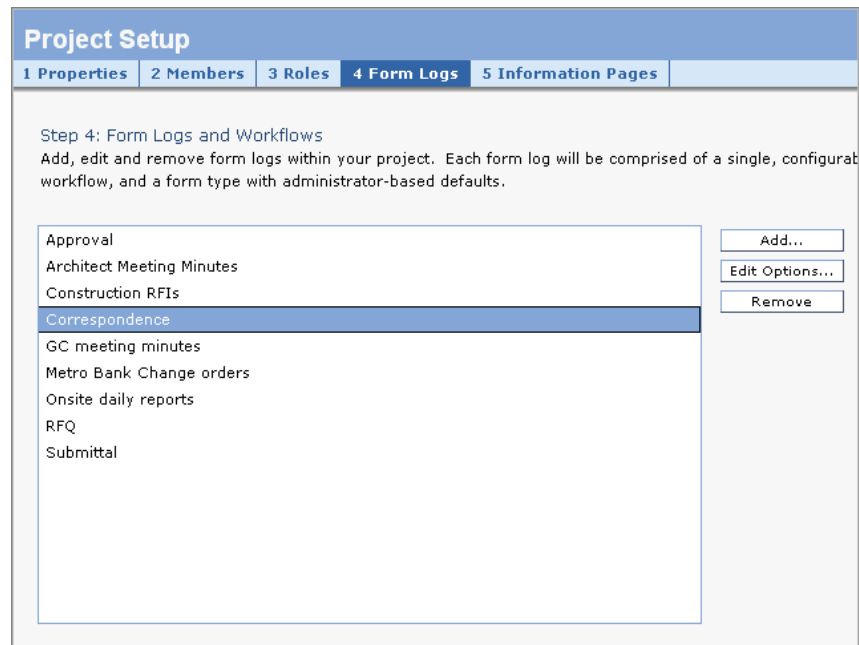 Project Setup
1 Properties 2 Members 3 Roles 4 Form Logs 5 Information Pages
Step 4: Form Logs and Workflows
Add, edit and remove form logs within your project. Each form log will be comprised of a single,
workflow, and a form type with administrator-based defaults.
Approval
Architect Meeting Minutes
Construction RFIs
Correspondence
GC meeting minutes
Metro Bank Change orders
Onsite daily reports
RFQ
Submittal
Add...
Edit Options...
Remove